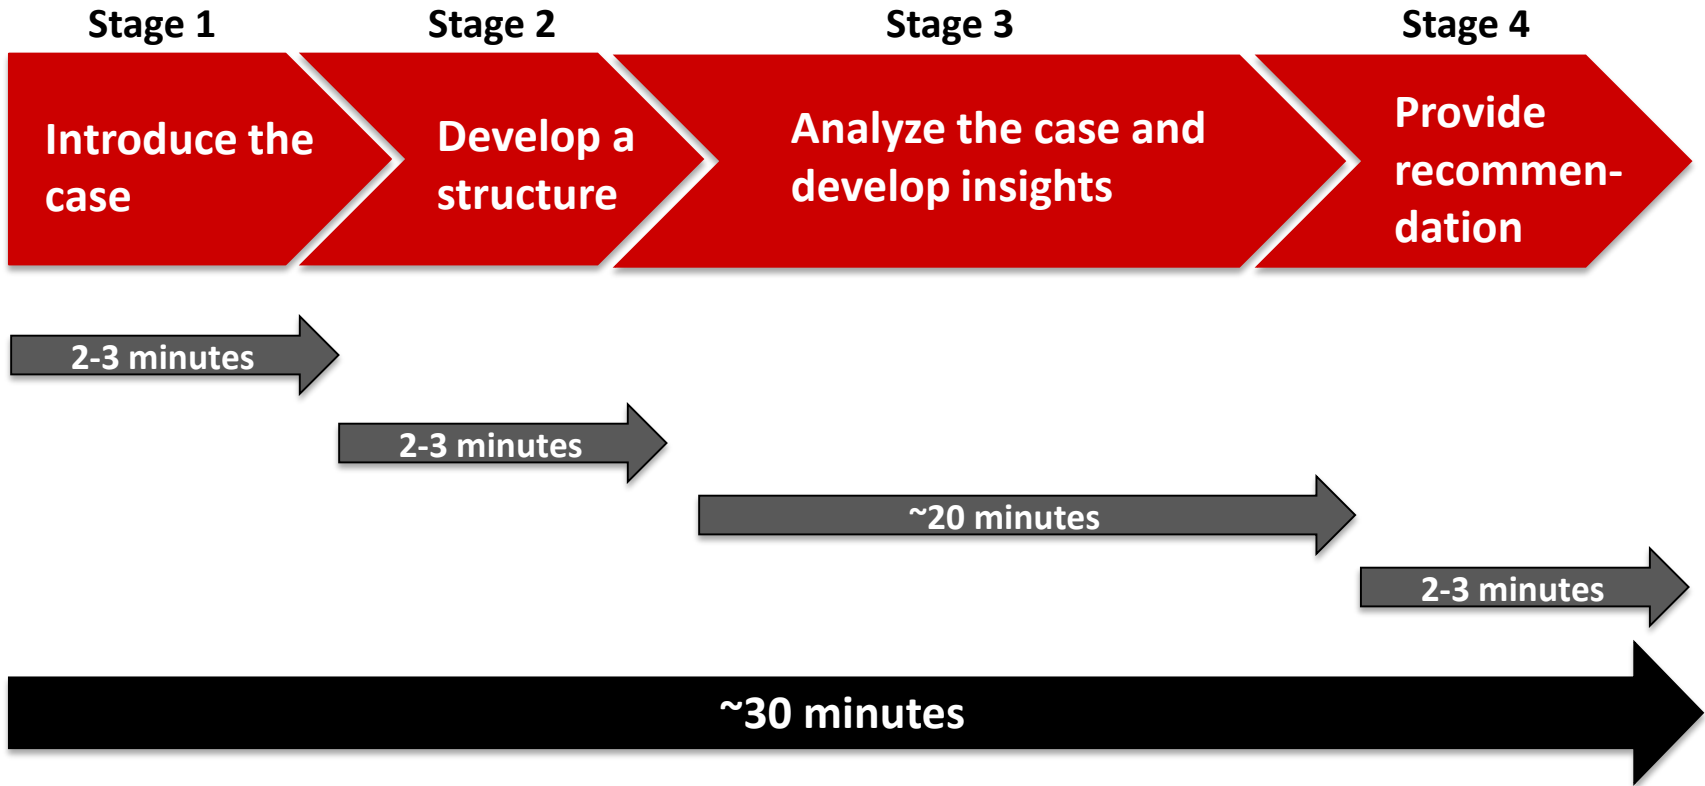 Stage 1
Stage 2
Stage 3
Stage 4
Introduce the
case
Develop a
structure
Analyze the case and
develop insights
Provide
recommen-
dation
2-3 minutes
2-3 minutes
~20 minutes
2-3 minutes
~30 minutes